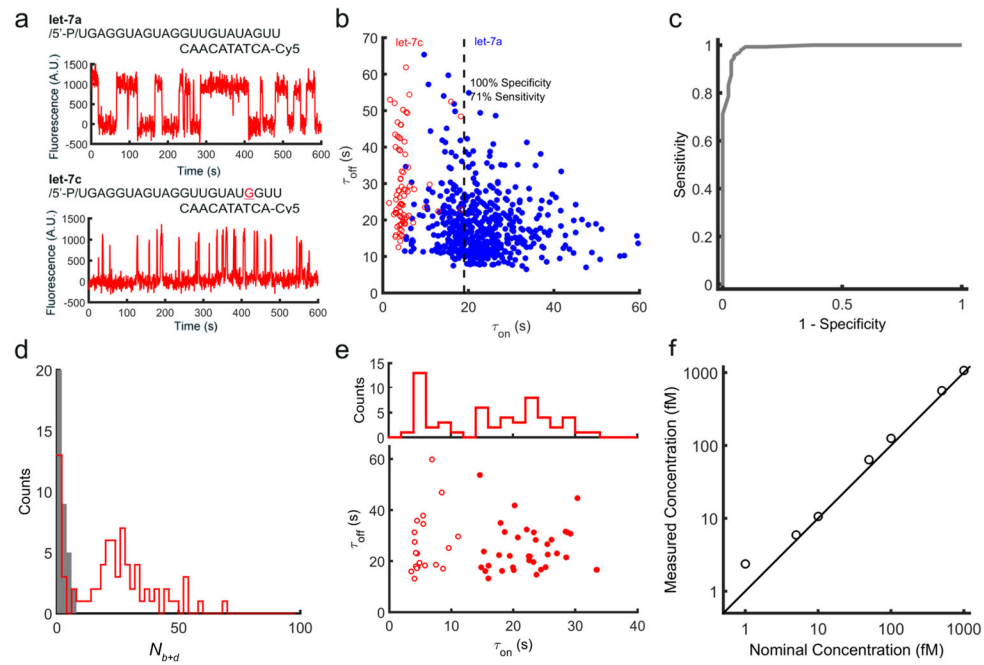 a
let-7a
/5'-P/UGAGGUAGUAGGUUGUAUAGUU
CAACATATCA-Cy5
Fluorescence (A.U.)
1500
1000
500
0
-500
0 100 200 300 400 500 600
Time (s)
let-7c
/5'-P/UGAGGUAGUAGGUUGUAUGGUU
CAACATATCA-Cy5
Fluorescence (A.U.)
1500
1000
500
0
-500
0 100 200 300 400 500 600
Time (s)
b
let-7c let-7a
100% Specificity
71% Sensitivity
τoff (s)
70
60
50
40
30
20
10
0
0 20 40 60
τon (s)
c
Sensitivity
1
0.8
0.6
0.4
0.2
0
0 0.5 1
1 - Specificity
d
Counts
20
15
10
5
0
0 50 100
Nb+d
e
Counts
15
10
5
0
τoff (s)
60
40
20
0
0 10 20 30 40
τon (s)
f
Measured Concentration (fM)
1000
100
10
1
1 10 100 1000
Nominal Concentration (fM)